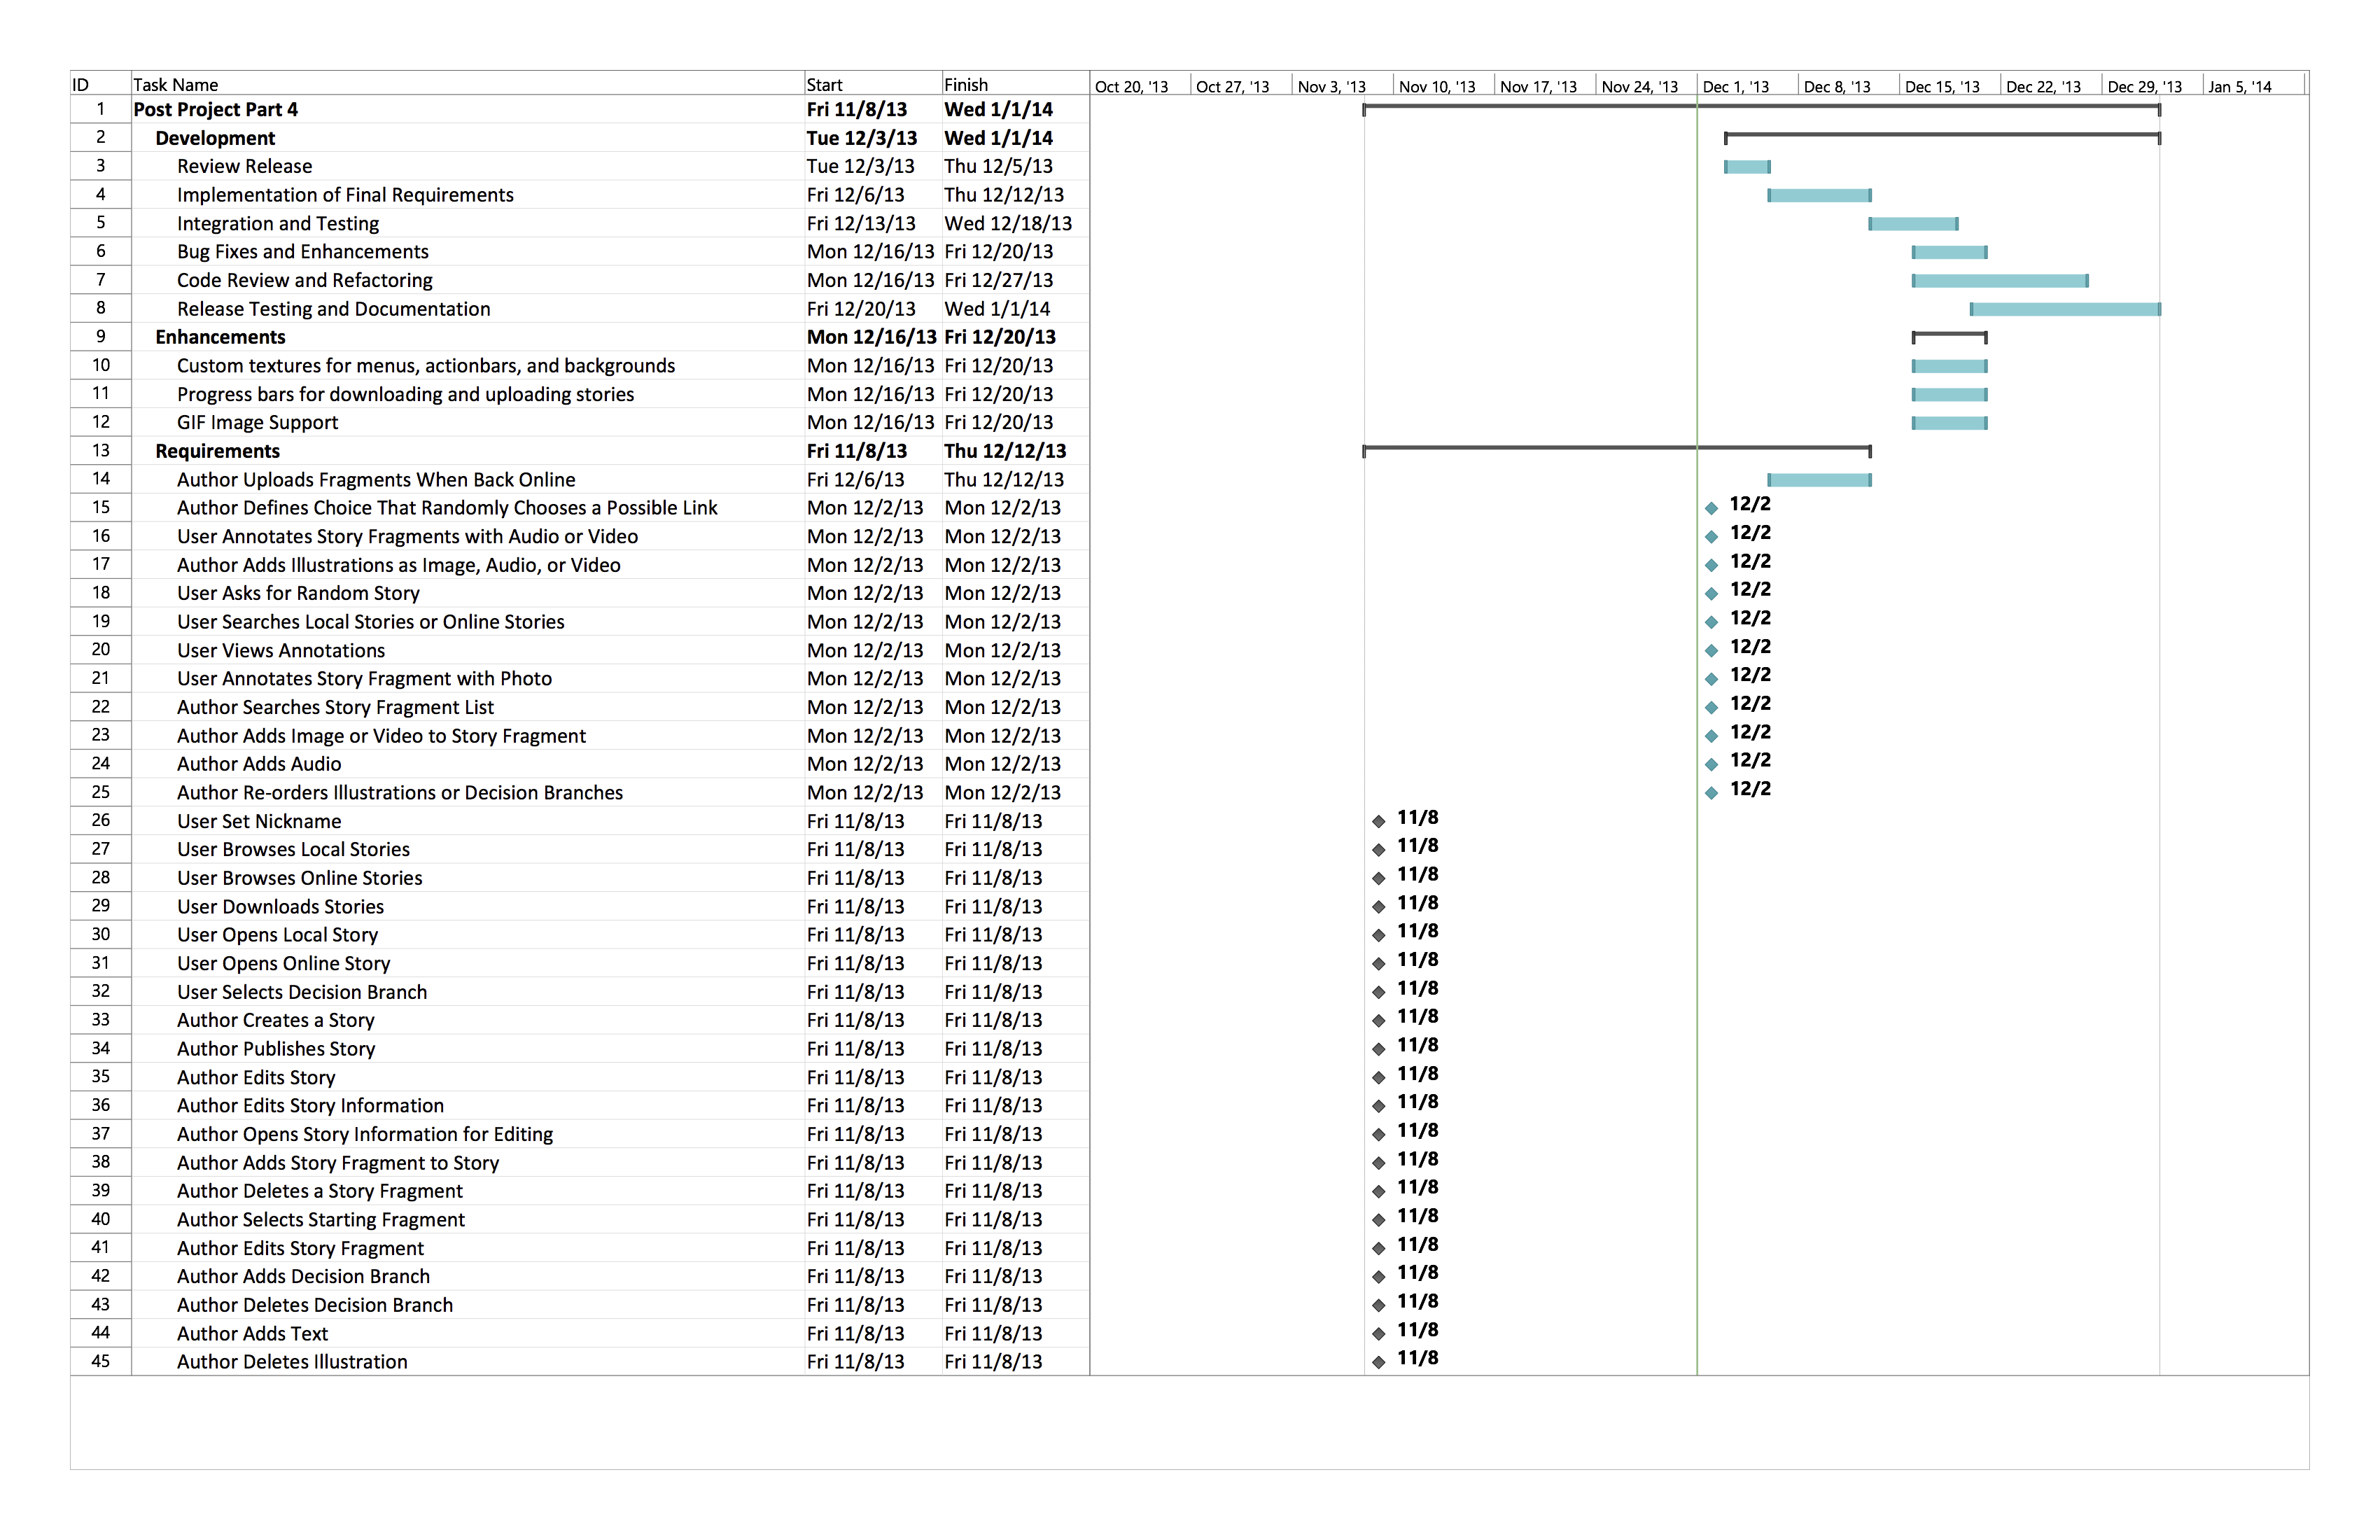 ID Task Name Start Finish Oct 20, '13 Oct 27, '13 Nov 3, '13 Nov 10, '13 Nov 17, '13 Nov 24, '13 Dec 1, '13 Dec 8, '13 Dec 15, '13 Dec 22, '13 Dec 29, '13 Jan 5, '14
1 Post Project Part 4 Fri 11/8/13 Wed 1/1/14
2 Development Tue 12/3/13 Wed 1/1/14
3 Review Release Tue 12/3/13 Thu 12/5/13
4 Implementation of Final Requirements Fri 12/6/13 Thu 12/12/13
5 Integration and Testing Fri 12/13/13 Wed 12/18/13
6 Bug Fixes and Enhancements Mon 12/16/13 Fri 12/20/13
7 Code Review and Refactoring Mon 12/16/13 Fri 12/27/13
8 Release Testing and Documentation Fri 12/20/13 Wed 1/1/14
9 Enhancements Mon 12/16/13 Fri 12/20/13
10 Custom textures for menus, actionbars, and backgrounds Mon 12/16/13 Fri 12/20/13
11 Progress bars for downloading and uploading stories Mon 12/16/13 Fri 12/20/13
12 GIF Image Support Mon 12/16/13 Fri 12/20/13
13 Requirements Fri 11/8/13 Thu 12/12/13
14 Author Uploads Fragments When Back Online Fri 12/6/13 Thu 12/12/13
15 Author Defines Choice That Randomly Chooses a Possible Link Mon 12/2/13 Mon 12/2/13 12/2
16 User Annotates Story Fragments with Audio or Video Mon 12/2/13 Mon 12/2/13 12/2
17 Author Adds Illustrations as Image, Audio, or Video Mon 12/2/13 Mon 12/2/13 12/2
18 User Asks for Random Story Mon 12/2/13 Mon 12/2/13 12/2
19 User Searches Local Stories or Online Stories Mon 12/2/13 Mon 12/2/13 12/2
20 User Views Annotations Mon 12/2/13 Mon 12/2/13 12/2
21 User Annotates Story Fragment with Photo Mon 12/2/13 Mon 12/2/13 12/2
22 Author Searches Story Fragment List Mon 12/2/13 Mon 12/2/13 12/2
23 Author Adds Image or Video to Story Fragment Mon 12/2/13 Mon 12/2/13 12/2
24 Author Adds Audio Mon 12/2/13 Mon 12/2/13 12/2
25 Author Re-orders Illustrations or Decision Branches Mon 12/2/13 Mon 12/2/13 12/2
26 User Set Nickname Fri 11/8/13 Fri 11/8/13 11/8
27 User Browses Local Stories Fri 11/8/13 Fri 11/8/13 11/8
28 User Browses Online Stories Fri 11/8/13 Fri 11/8/13 11/8
29 User Downloads Stories Fri 11/8/13 Fri 11/8/13 11/8
30 User Opens Local Story Fri 11/8/13 Fri 11/8/13 11/8
31 User Opens Online Story Fri 11/8/13 Fri 11/8/13 11/8
32 User Selects Decision Branch Fri 11/8/13 Fri 11/8/13 11/8
33 Author Creates a Story Fri 11/8/13 Fri 11/8/13 11/8
34 Author Publishes Story Fri 11/8/13 Fri 11/8/13 11/8
35 Author Edits Story Fri 11/8/13 Fri 11/8/13 11/8
36 Author Edits Story Information Fri 11/8/13 Fri 11/8/13 11/8
37 Author Opens Story Information for Editing Fri 11/8/13 Fri 11/8/13 11/8
38 Author Adds Story Fragment to Story Fri 11/8/13 Fri 11/8/13 11/8
39 Author Deletes a Story Fragment Fri 11/8/13 Fri 11/8/13 11/8
40 Author Selects Starting Fragment Fri 11/8/13 Fri 11/8/13 11/8
41 Author Edits Story Fragment Fri 11/8/13 Fri 11/8/13 11/8
42 Author Adds Decision Branch Fri 11/8/13 Fri 11/8/13 11/8
43 Author Deletes Decision Branch Fri 11/8/13 Fri 11/8/13 11/8
44 Author Adds Text Fri 11/8/13 Fri 11/8/13 11/8
45 Author Deletes Illustration Fri 11/8/13 Fri 11/8/13 11/8